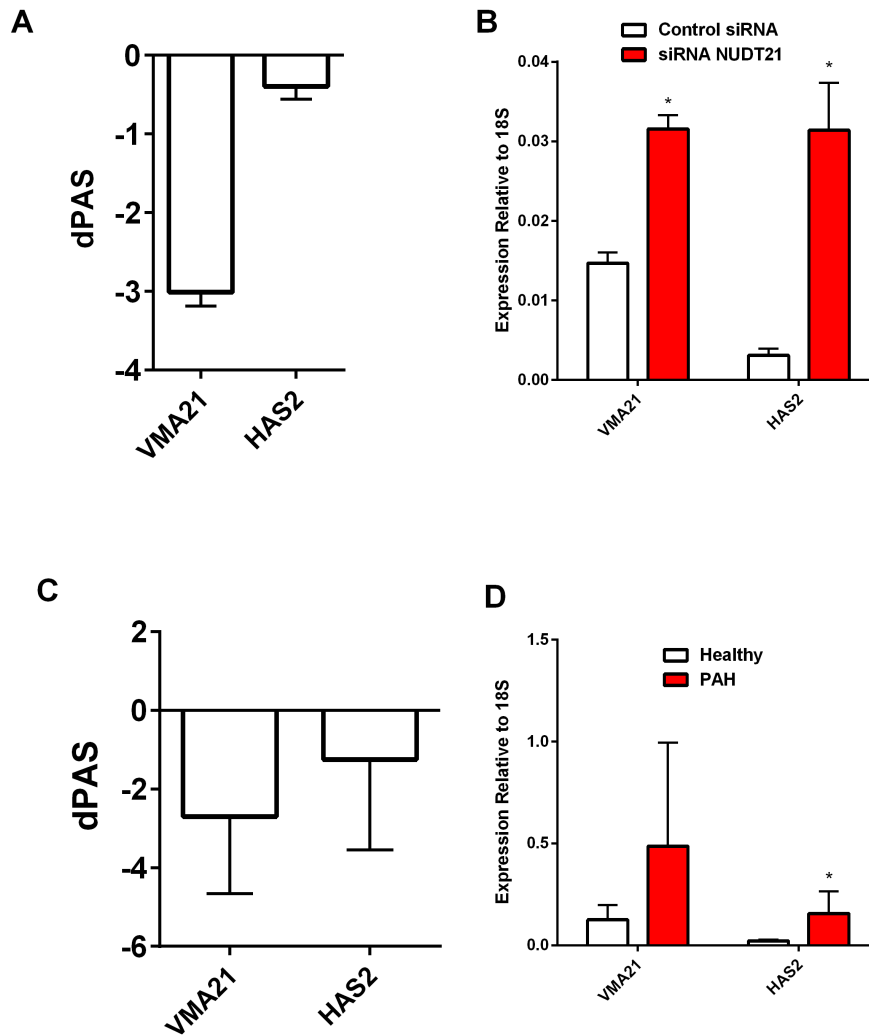 A
0
-1
-2
-3
-4
dPAS
VMA21
HAS2
B
Control siRNA
siRNA NUDT21
0.04
0.03
0.02
0.01
0.00
Expression Relative to 18S
*
*
VMA21
HAS2
C
2
0
-2
-4
-6
dPAS
VMA21
HAS2
D
Healthy
PAH
1.5
1.0
0.5
0.0
Expression Relative to 18S
*
VMA21
HAS2